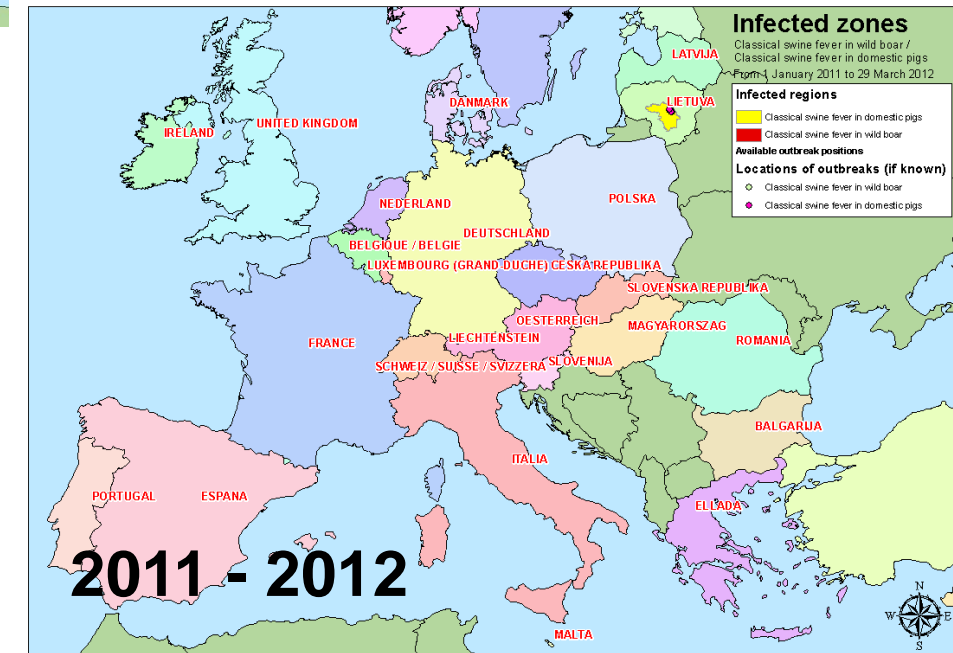 Infected zones
Classical swine fever in wild boar /
Classical swine fever in domestic pigs
From 1 January 2011 to 29 March 2012
Infected regions
Classical swine fever in domestic pigs
Classical swine fever in wild boar
Available outbreak positions
Locations of outbreaks (if known)
Classical swine fever in wild boar
Classical swine fever in domestic pigs
LATVIJA
LIETUVA
DANMARK
IRELAND
UNITED KINGDOM
POLSKA
NEDERLAND
DEUTSCHLAND
BELGIQUE / BELGIE
LUXEMBOURG (GRAND-DUCHE)
CESKA REPUBLIKA
SLOVENSKA REPUBLIKA
OESTERREICH
MAGYARORSZAG
LIECHTENSTEIN
FRANCE
ROMANIA
SCHWEIZ / SUISSE / SVIZZERA
SLOVENIJA
BALGARIJA
ITALIA
PORTUGAL
ESPANA
ELLADA
2011 - 2012
MALTA
N
W
E
S